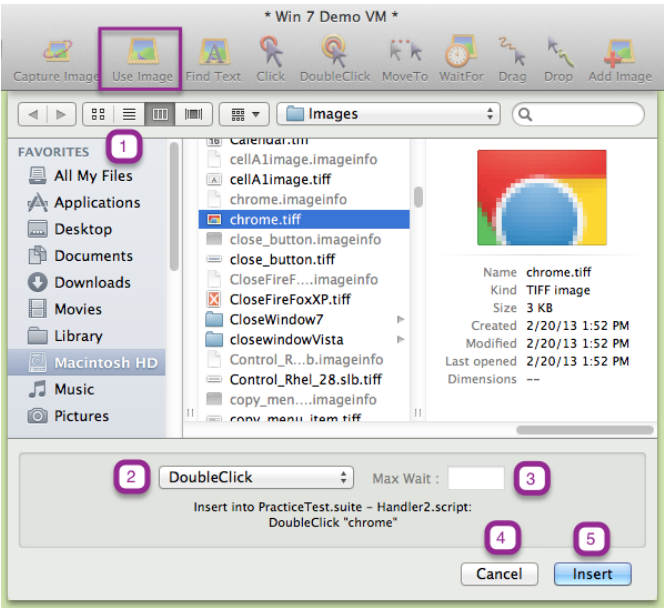 * Win 7 Demo VM *
Capture Image Use Image Find Text Click DoubleClick MoveTo WaitFor Drag Drop Add Image
Images
1
FAVORITES
All My Files
Applications
Desktop
Documents
Downloads
Movies
Library
Macintosh HD
Music
Pictures
Calendar.tiff
cellA1image.imageinfo
cellA1image.tiff
chrome.imageinfo
chrome.tiff
close_button.imageinfo
close_button.tiff
CloseFireF....imageinfo
CloseFireFoxXP.tiff
CloseWindow7
closewindowVista
Control_R...b.imageinfo
Control_Rhel_28.slb.tiff
copy_men....imageinfo
copy_menu_item.tiff
Name chrome.tiff
Kind TIFF image
Size 3 KB
Created 2/20/13 1:52 PM
Modified 2/20/13 1:52 PM
Last opened 2/20/13 1:52 PM
Dimensions --
2 DoubleClick Max Wait : 3
Insert into PracticeTest.suite – Handler2.script:
DoubleClick "chrome"
4 5
Cancel Insert